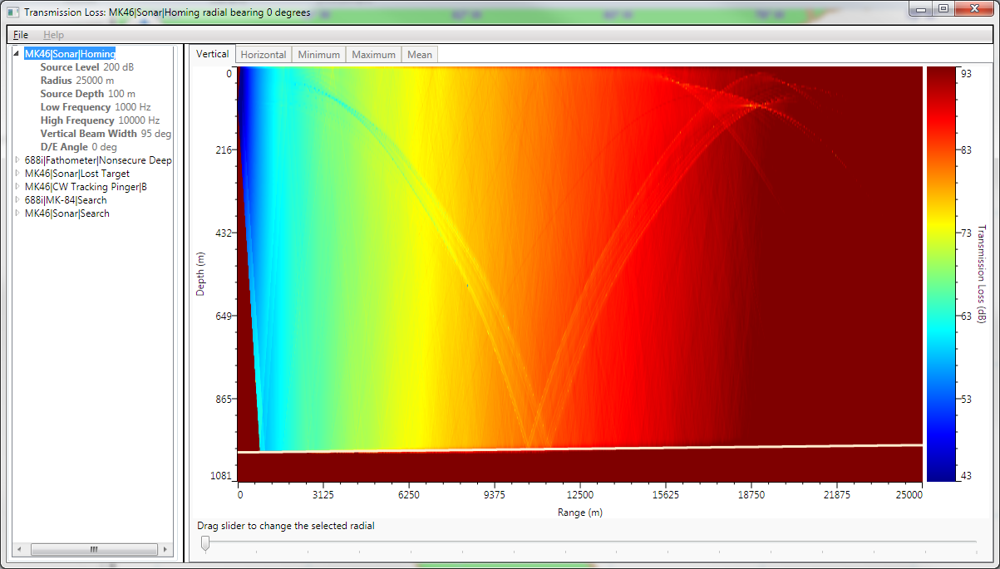 Transmission Loss: MK46|Sonar|Homing radial bearing 0 degrees
File Help
MK46|Sonar|Homing
Source Level 200 dB
Radius 25000 m
Source Depth 100 m
Low Frequency 1000 Hz
High Frequency 10000 Hz
Vertical Beam Width 95 deg
D/E Angle 0 deg
688i|Fathometer|Nonsecure Deep
MK46|Sonar|Lost Target
MK46|CW Tracking Pinger|B
688i|MK-84|Search
MK46|Sonar|Search
Vertical Horizontal Minimum Maximum Mean
0
216
432
649
865
1081
Depth (m)
0 3125 6250 9375 12500 15625 18750 21875 25000
Range (m)
93
83
73
63
53
43
Transmission Loss (dB)
Drag slider to change the selected radial